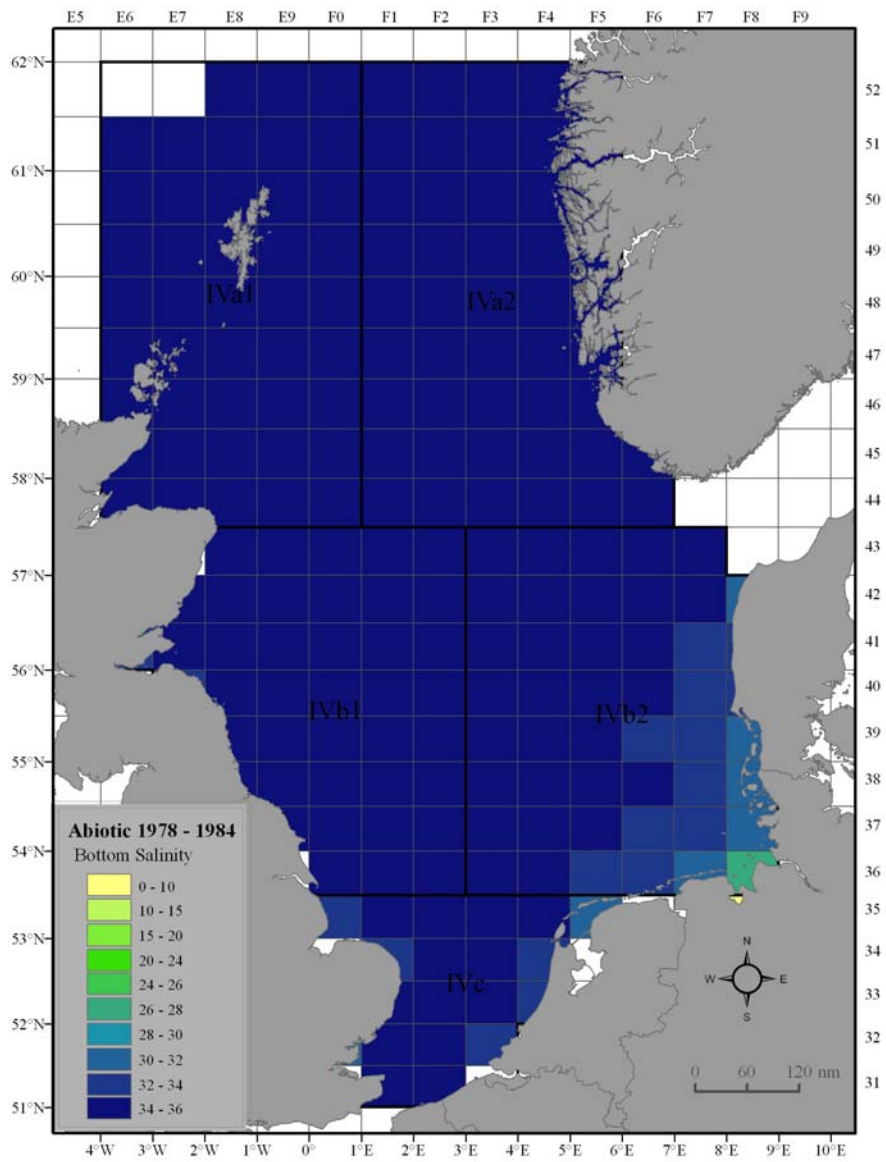 E5 E6 E7 E8 E9 F0 F1 F2 F3 F4 F5 F6 F7 F8 F9
62°N
52
61°N
51
50
60°N
49
IVa1
IVa2
48
59°N
47
46
58°N
45
44
57°N
43
42
56°N
41
40
IVb1
IVb2
55°N
39
38
54°N
37
36
53°N
35
34
IVc
52°N
33
32
51°N
31
Abiotic 1978 - 1984
Bottom Salinity
0 - 10
10 - 15
15 - 20
20 - 24
24 - 26
26 - 28
28 - 30
30 - 32
32 - 34
34 - 36
N
W E
S
0 60 120 nm
4°W 3°W 2°W 1°W 0° 1°E 2°E 3°E 4°E 5°E 6°E 7°E 8°E 9°E 10°E